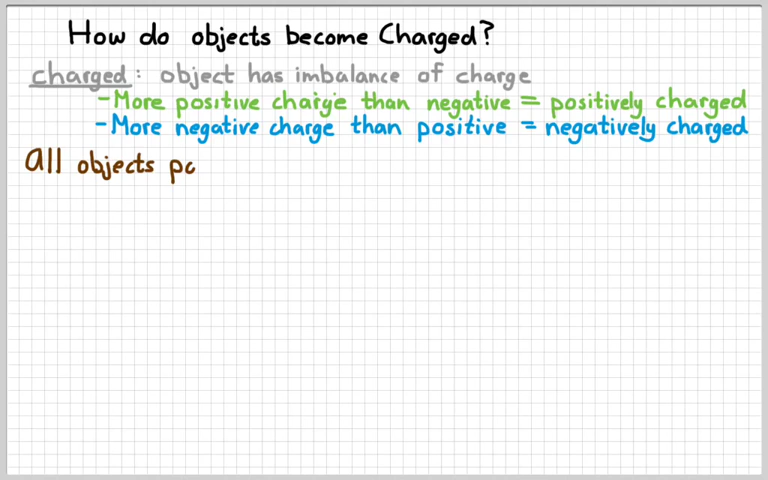 How do objects become Charged?
charged: object has imbalance of charge
-More positive charge than negative = positively charged
-More negative charge than positive = negatively charged
All objects po